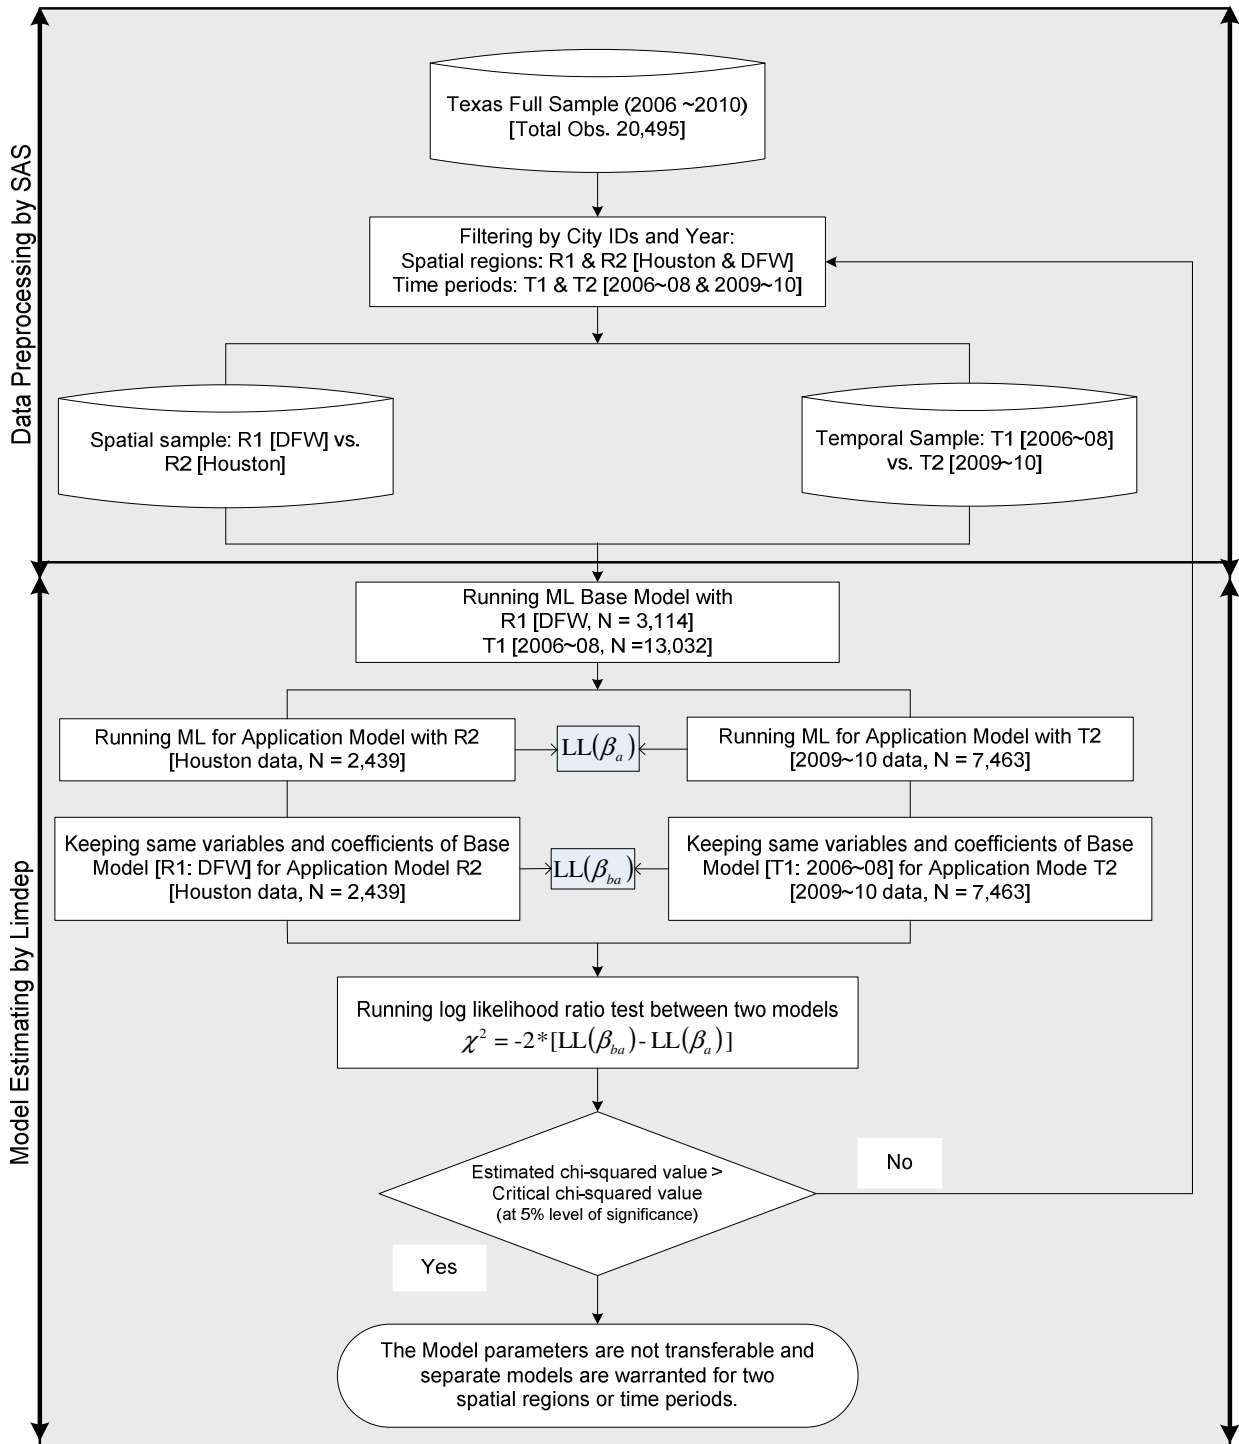 Data Preprocessing by SAS
Texas Full Sample (2006 ~2010)
[Total Obs. 20,495]
Filtering by City IDs and Year:
Spatial regions: R1 & R2 [Houston & DFW]
Time periods: T1 & T2 [2006~08 & 2009~10]
Spatial sample: R1 [DFW] vs.
R2 [Houston]
Temporal Sample: T1 [2006~08]
vs. T2 [2009~10]
Model Estimating by Limdep
Running ML Base Model with
R1 [DFW, N = 3,114]
T1 [2006~08, N =13,032]
Running ML for Application Model with R2
[Houston data, N = 2,439]
LL(β_a)
Running ML for Application Model with T2
[2009~10 data, N = 7,463]
Keeping same variables and coefficients of Base
Model [R1: DFW] for Application Model R2
[Houston data, N = 2,439]
LL(β_ba)
Keeping same variables and coefficients of Base
Model [T1: 2006~08] for Application Mode T2
[2009~10 data, N = 7,463]
Running log likelihood ratio test between two models
χ² = -2*[LL(β_ba)-LL(β_a)]
Estimated chi-squared value >
Critical chi-squared value
(at 5% level of significance)
No
Yes
The Model parameters are not transferable and
separate models are warranted for two
spatial regions or time periods.